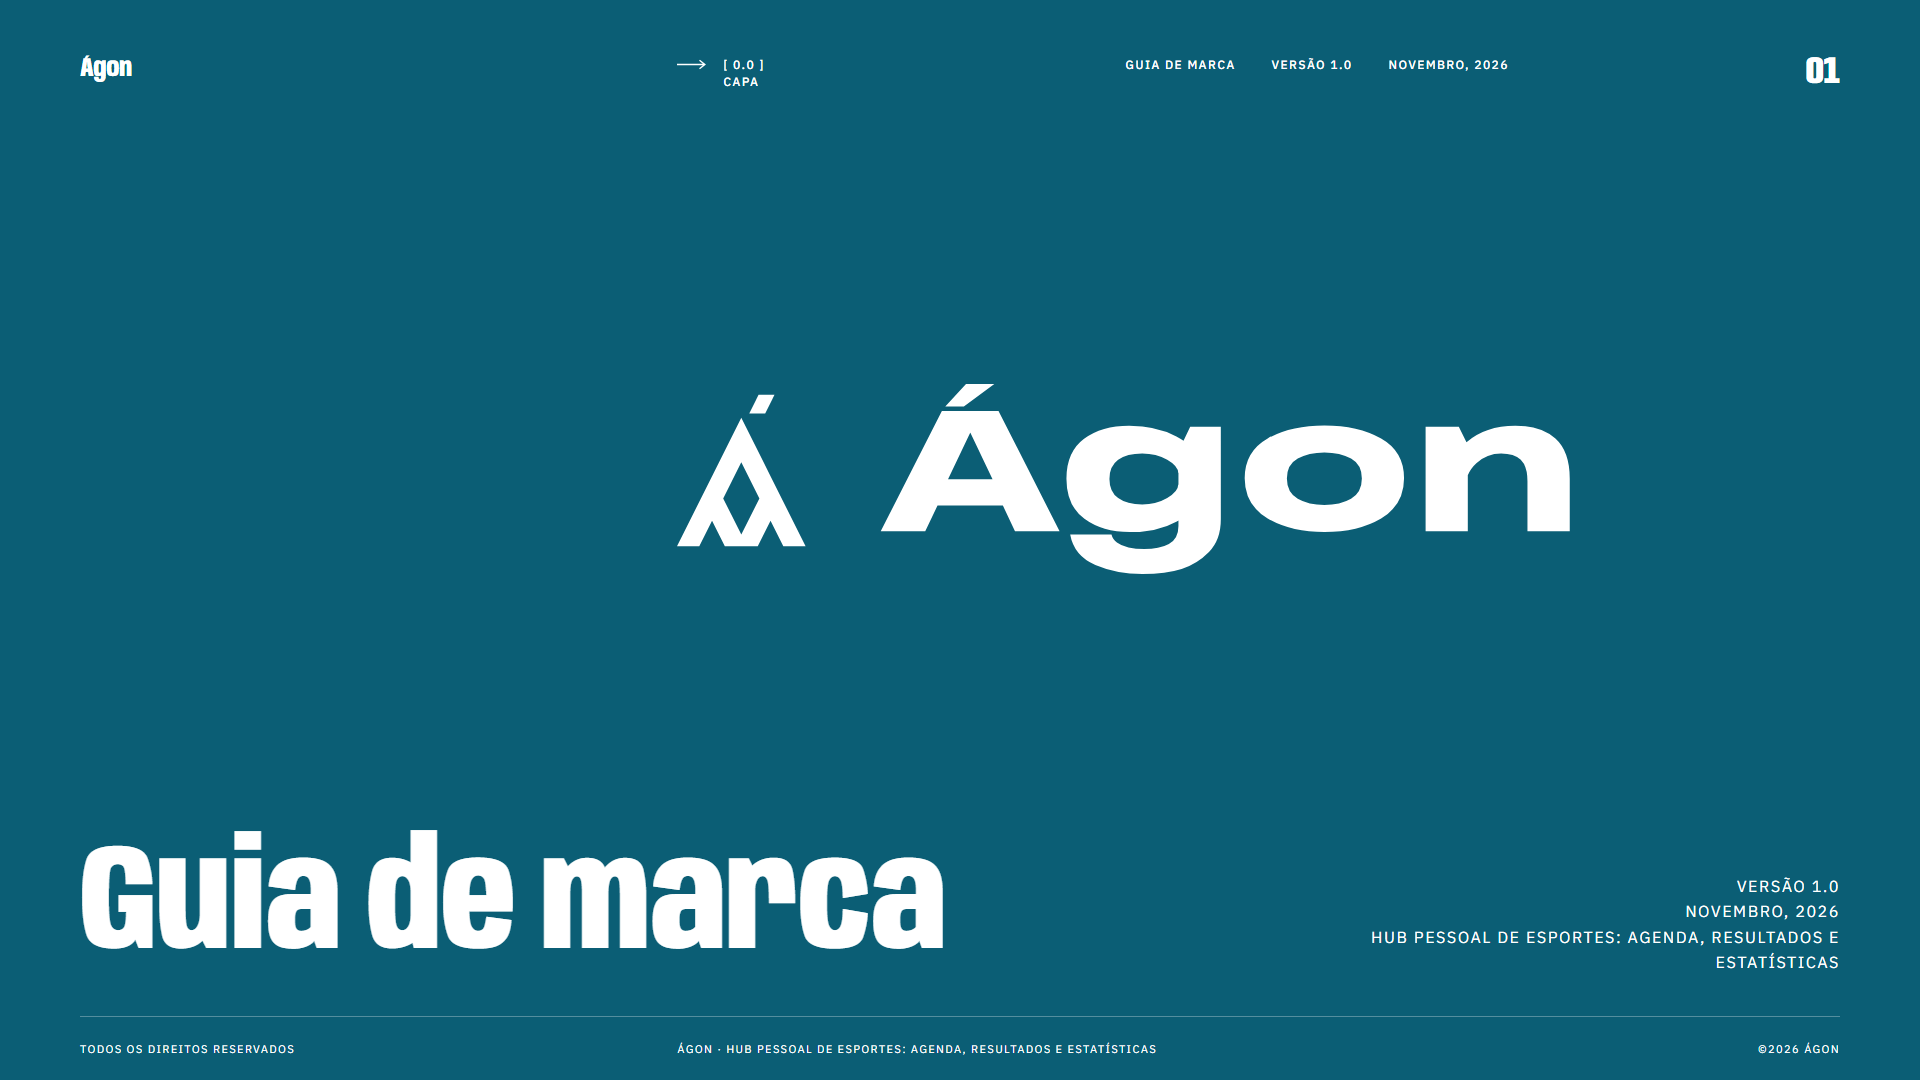 Ágon
[ 0.0 ]
CAPA
GUIA DE MARCA
VERSÃO 1.0
NOVEMBRO, 2026
01
Á Ágon
Guia de marca
VERSÃO 1.0
NOVEMBRO, 2026
HUB PESSOAL DE ESPORTES: AGENDA, RESULTADOS E
ESTATÍSTICAS
TODOS OS DIREITOS RESERVADOS
ÁGON · HUB PESSOAL DE ESPORTES: AGENDA, RESULTADOS E ESTATÍSTICAS
©2026 ÁGON